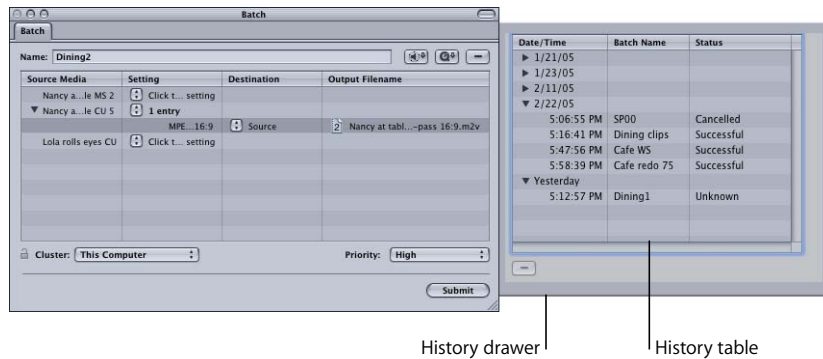 Batch
Batch
Name: Dining2
Source Media Setting Destination Output Filename
Nancy a...le MS 2 Click t... setting
▼ Nancy a...le CU 5 1 entry
MPE...16:9 Source 2 Nancy at tabl...-pass 16:9.m2v
Lola rolls eyes CU Click t... setting
Cluster: This Computer Priority: High
Submit
Date/Time Batch Name Status
▶ 1/21/05
▶ 1/23/05
▶ 2/11/05
▼ 2/22/05
5:06:55 PM SP00 Cancelled
5:16:41 PM Dining clips Successful
5:47:56 PM Cafe WS Successful
5:58:39 PM Cafe redo 75 Successful
▼ Yesterday
5:12:57 PM Dining1 Unknown
History drawer History table